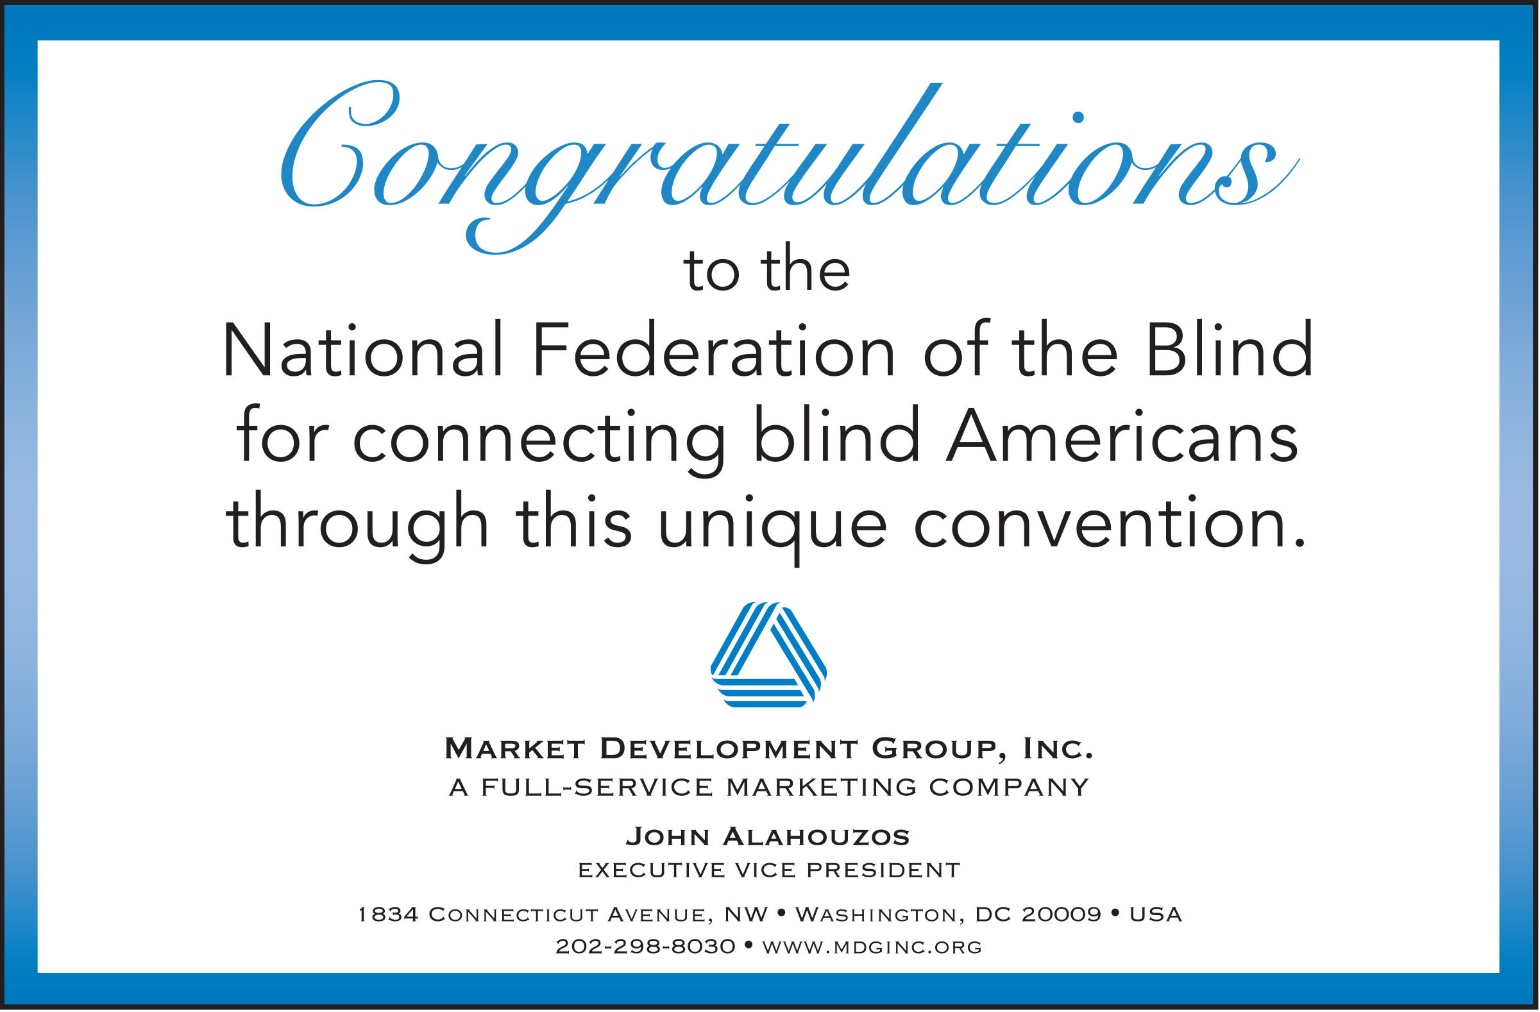 Congratulations
to the
National Federation of the Blind
for connecting blind Americans
through this unique convention.
Market Development Group, Inc.
A FULL-SERVICE MARKETING COMPANY
John Alahouzos
EXECUTIVE VICE PRESIDENT
1834 Connecticut Avenue, NW • Washington, DC 20009 • USA
202-298-8030 • www.mdginc.org